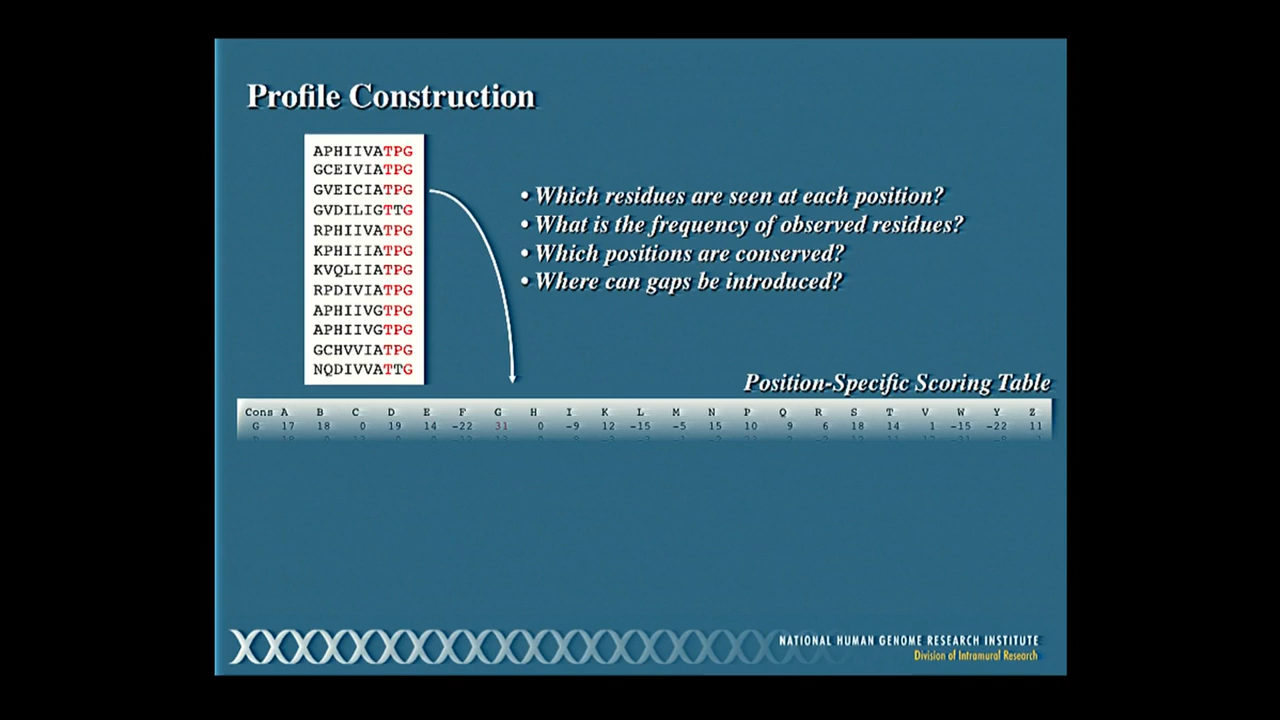 Profile Construction
APHIIVATPG
GCEIVIATPG
GVEICIATPG
GVDILIGTTG
RPHIIVATPG
KPHIIIATPG
KVQLIIATPG
RPDIVIATPG
APHIIVGTPG
APHIIVGTPG
GCHVVIATPG
NQDIVVATTG
• Which residues are seen at each position?
• What is the frequency of observed residues?
• Which positions are conserved?
• Where can gaps be introduced?
Position-Specific Scoring Table
Cons A B C D E F G H I K L M N P Q R S T V W Y Z
G 17 18 0 19 14 -22 31 0 -9 12 -15 -5 15 10 9 6 18 14 1 -15 -22 11
NATIONAL HUMAN GENOME RESEARCH INSTITUTE
Division of Intramural Research